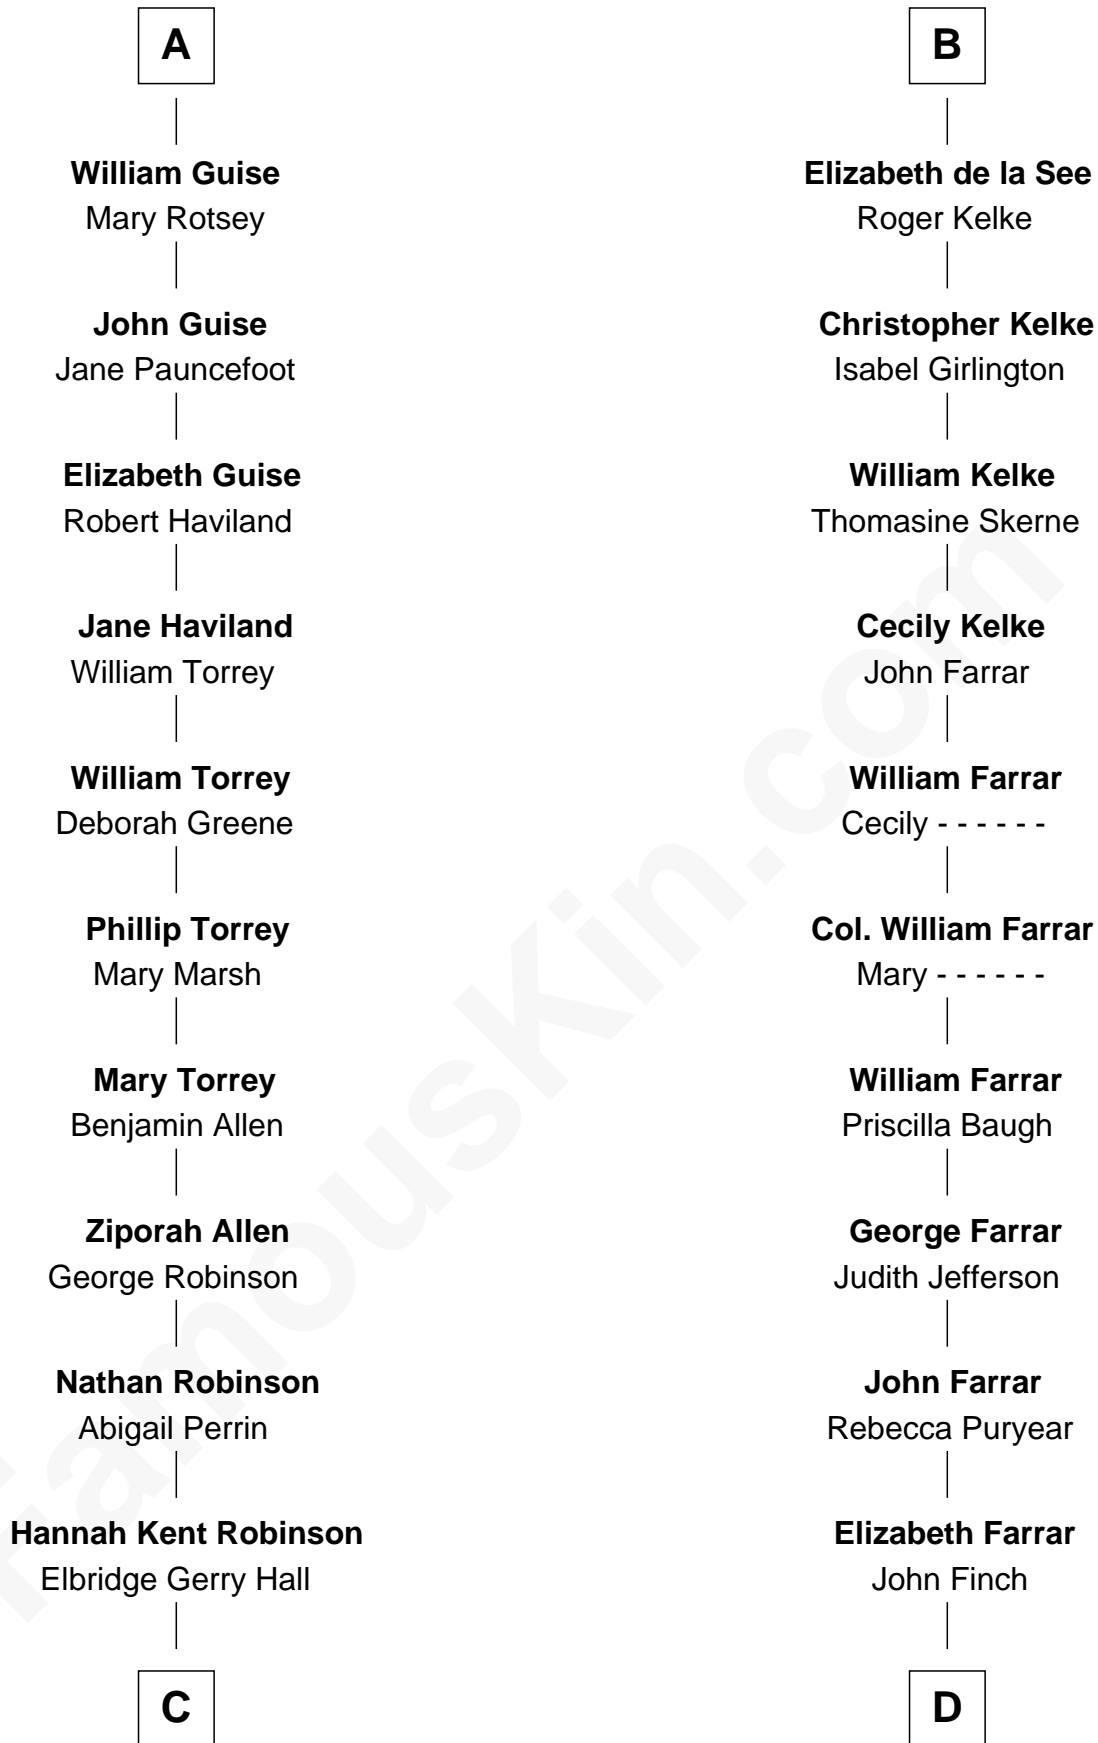 A
William Guise
Mary Rotsey
John Guise
Jane Pauncefoot
Elizabeth Guise
Robert Haviland
Jane Haviland
William Torrey
William Torrey
Deborah Greene
Phillip Torrey
Mary Marsh
Mary Torrey
Benjamin Allen
Ziporah Allen
George Robinson
Nathan Robinson
Abigail Perrin
Hannah Kent Robinson
Elbridge Gerry Hall
C
B
Elizabeth de la See
Roger Kelke
Christopher Kelke
Isabel Girlington
William Kelke
Thomasine Skerne
Cecily Kelke
John Farrar
William Farrar
Cecily - - - - - -
Col. William Farrar
Mary - - - - - -
William Farrar
Priscilla Baugh
George Farrar
Judith Jefferson
John Farrar
Rebecca Puryear
Elizabeth Farrar
John Finch
D
famouskin.com